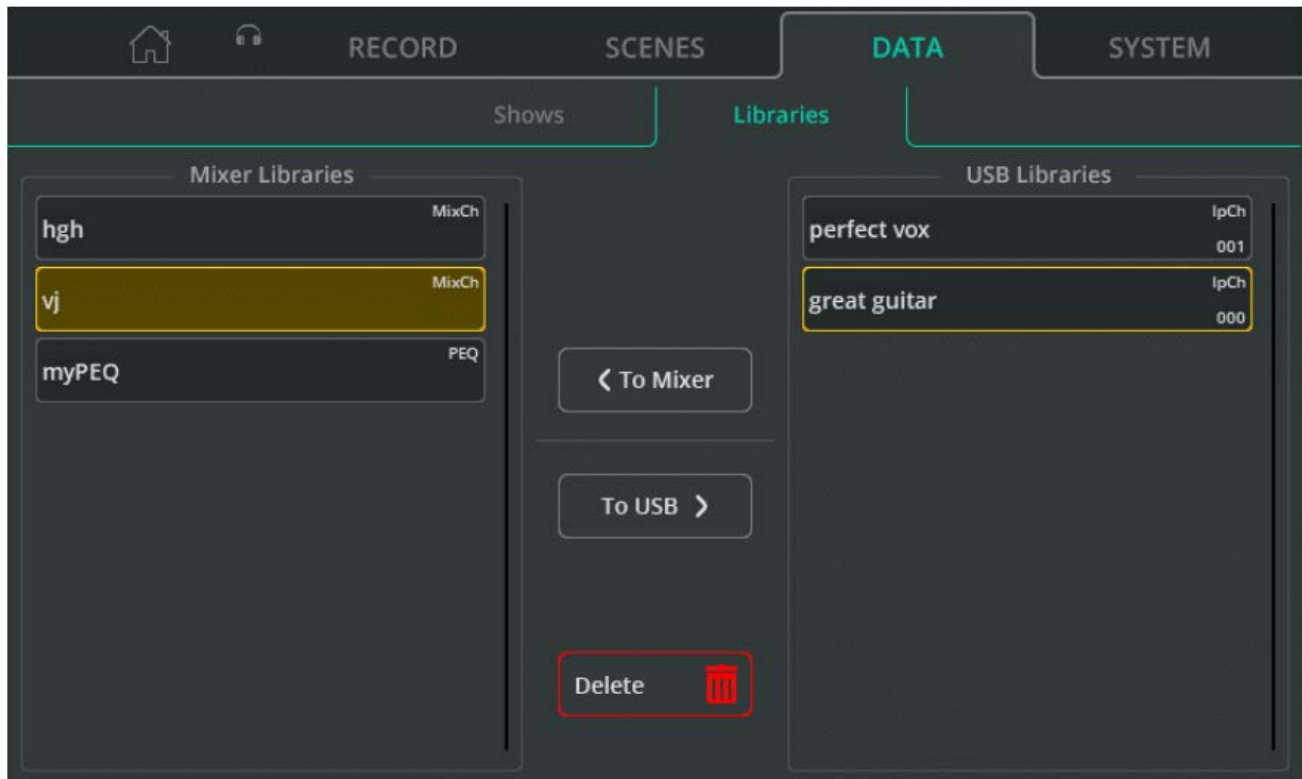 RECORD
SCENES
DATA
SYSTEM
Shows
Libraries
Mixer Libraries
hgh
MixCh
vj
MixCh
myPEQ
PEQ
To Mixer
To USB
Delete
USB Libraries
perfect vox
IpCh
001
great guitar
IpCh
000